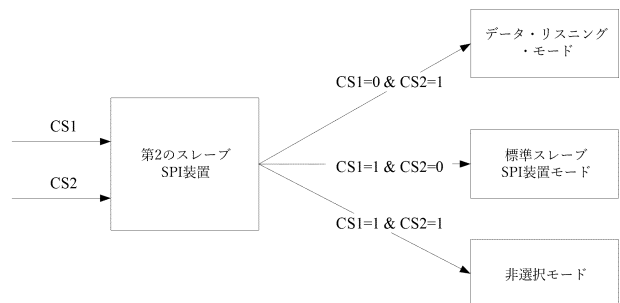 データ・リスニング
・モード
CS1=0 & CS2=1
CS1
第2のスレーブ
SPI装置
CS1=1 & CS2=0
標準スレーブ
SPI装置モード
CS2
CS1=1 & CS2=1
非選択モード